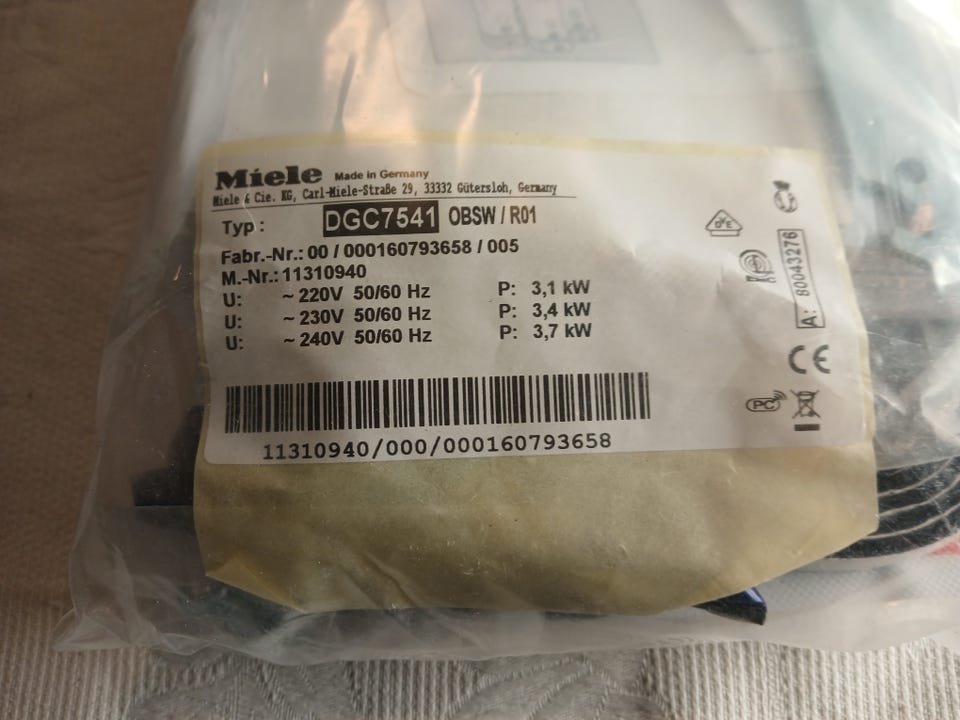 Miele Made in Germany
Miele & Cie. KG, Carl-Miele-Straße 29, 33332 Gütersloh, Germany
Typ: DGC7541 OBSW / R01
Fabr.-Nr.: 00 / 000160793658 / 005
M.-Nr.: 11310940
U: ~ 220V 50/60 Hz P: 3,1 kW
U: ~ 230V 50/60 Hz P: 3,4 kW
U: ~ 240V 50/60 Hz P: 3,7 kW
11310940/000/000160793658
DVE
A: 80043276
CE
PC